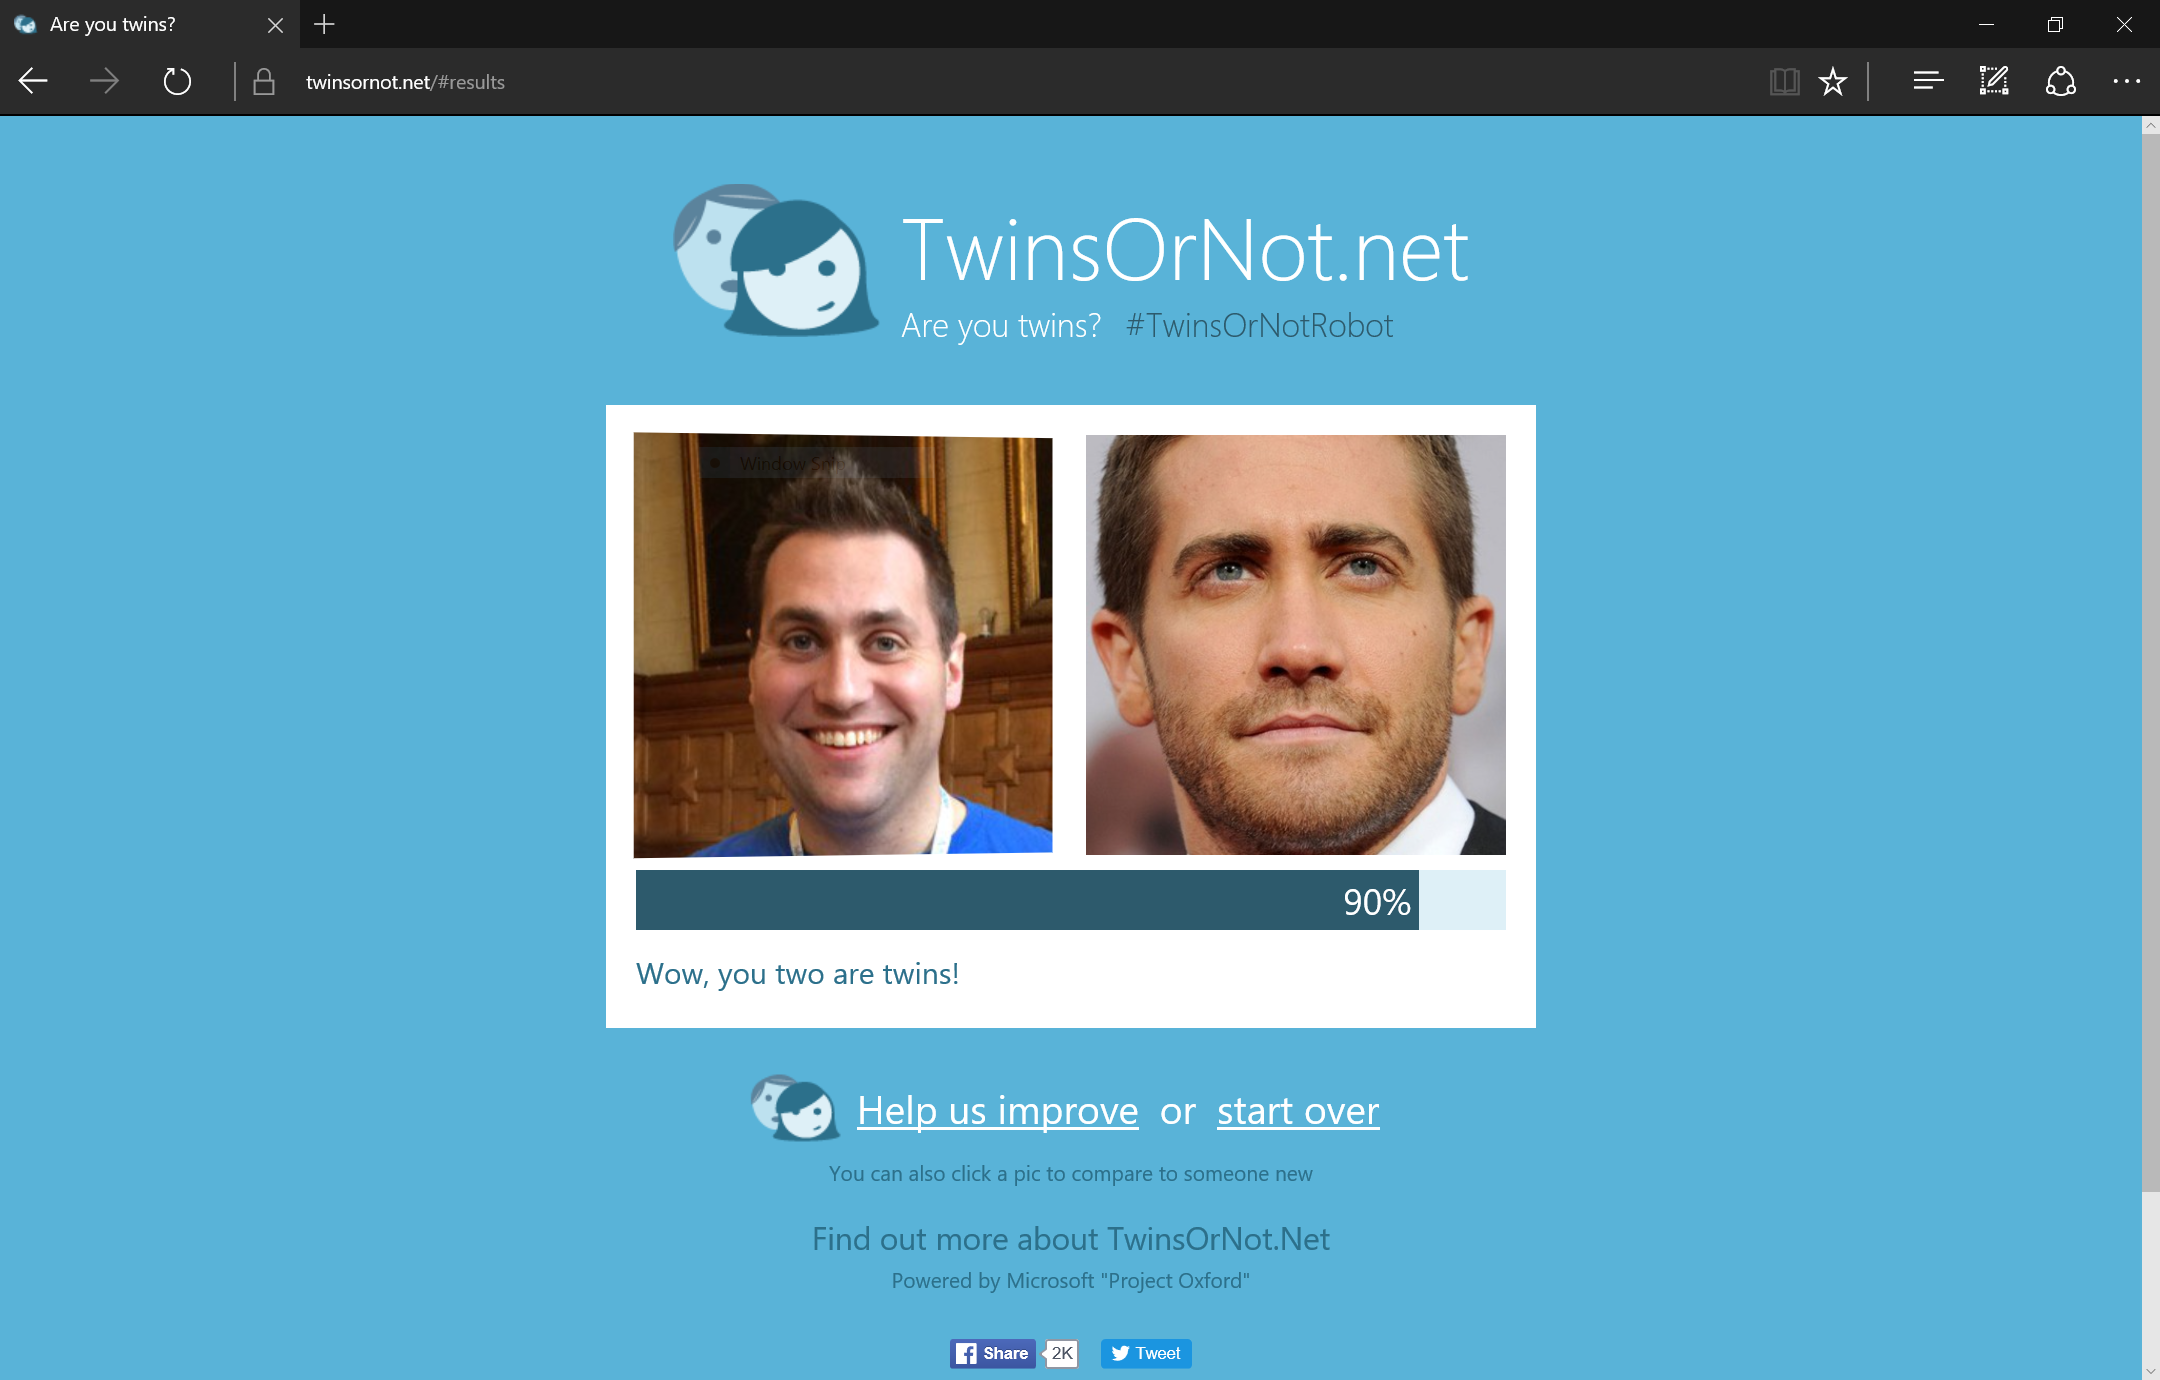 Are you twins?
twinsornot.net/#results
TwinsOrNot.net
Are you twins? #TwinsOrNotRobot
Window Snip
90%
Wow, you two are twins!
Help us improve or start over
You can also click a pic to compare to someone new
Find out more about TwinsOrNot.Net
Powered by Microsoft "Project Oxford"
Share 2K Tweet